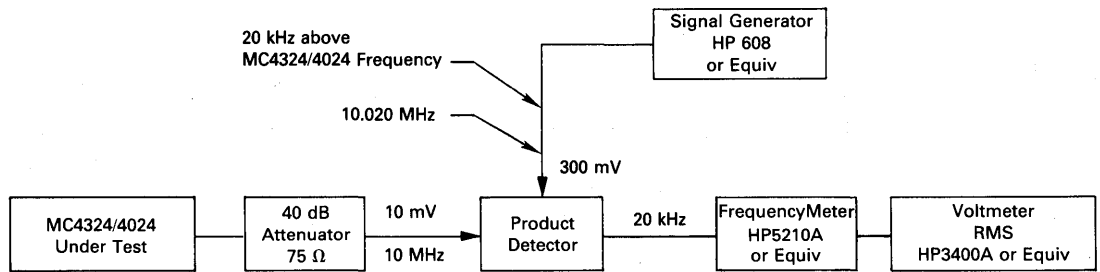 Signal Generator
HP 608
or Equiv
20 kHz above
MC4324/4024 Frequency
10.020 MHz
300 mV
MC4324/4024
Under Test
40 dB
Attenuator
75 Ω
10 mV
10 MHz
Product
Detector
20 kHz
FrequencyMeter
HP5210A
or Equiv
Voltmeter
RMS
HP3400A or Equiv